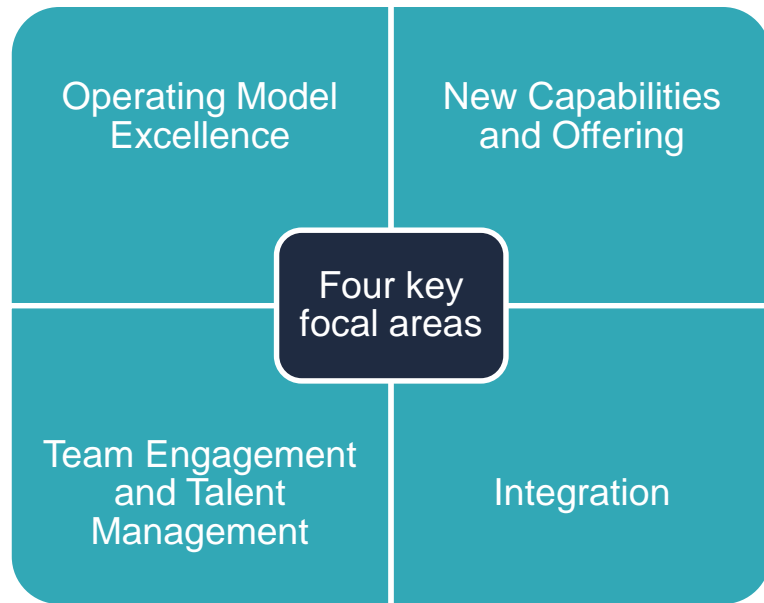 Operating Model
Excellence
New Capabilities
and Offering
Four key
focal areas
Team Engagement
and Talent
Management
Integration